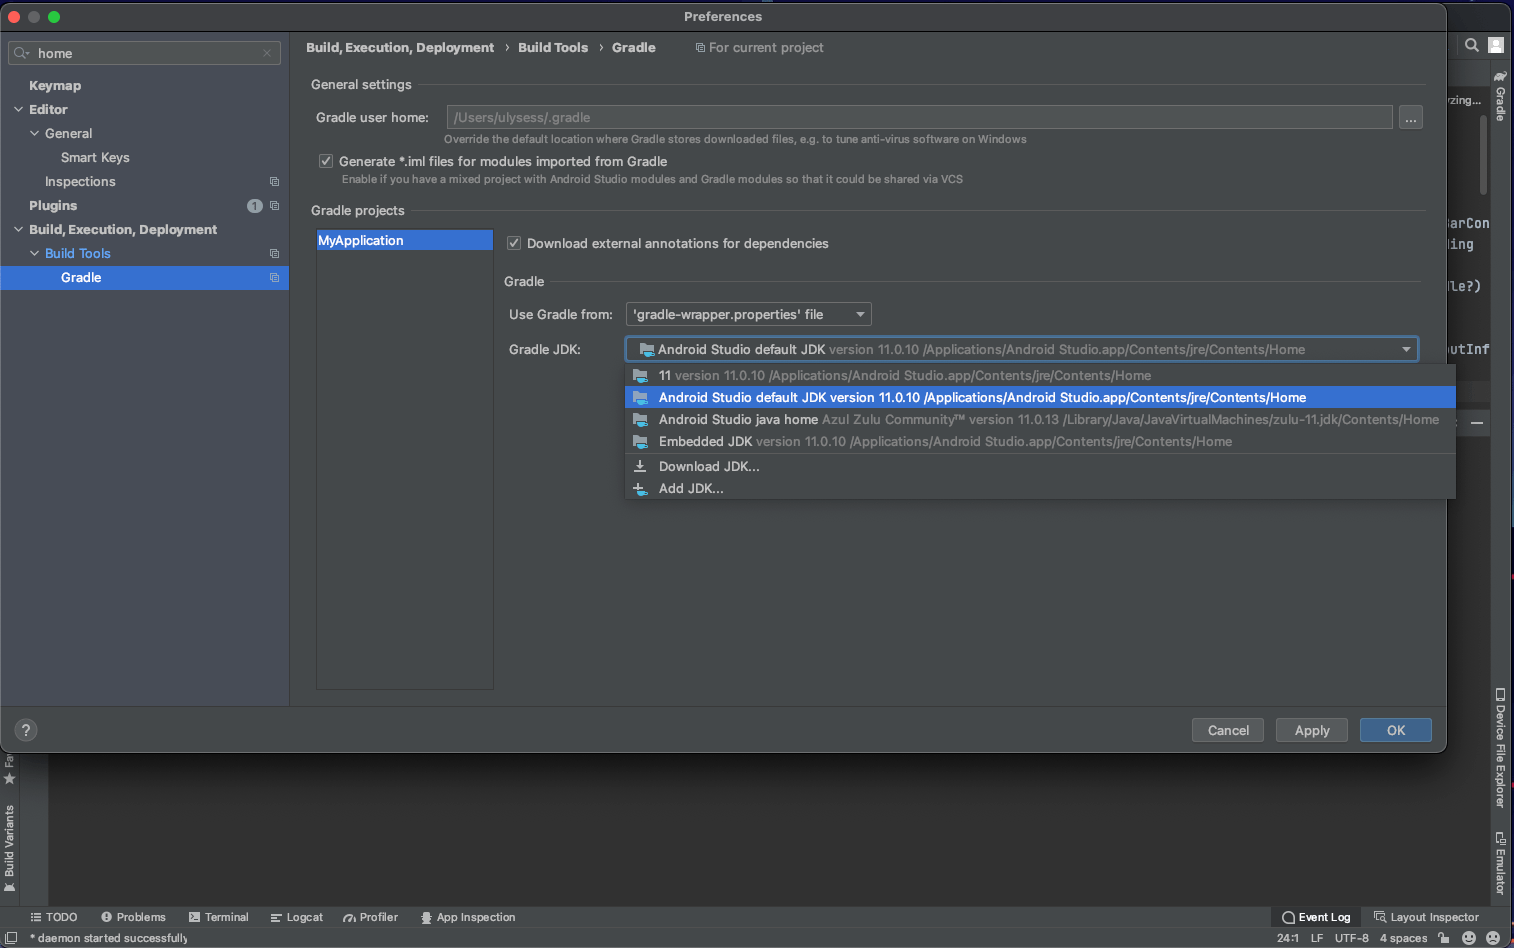 Preferences
home
Build, Execution, Deployment › Build Tools › Gradle
For current project
Keymap
Editor
General
Smart Keys
Inspections
Plugins
1
Build, Execution, Deployment
Build Tools
Gradle
General settings
Gradle user home:
/Users/ulysess/.gradle
...
Override the default location where Gradle stores downloaded files, e.g. to tune anti-virus software on Windows
Generate *.iml files for modules imported from Gradle
Enable if you have a mixed project with Android Studio modules and Gradle modules so that it could be shared via VCS
Gradle projects
MyApplication
Download external annotations for dependencies
Gradle
Use Gradle from:
'gradle-wrapper.properties' file
Gradle JDK:
Android Studio default JDK version 11.0.10 /Applications/Android Studio.app/Contents/jre/Contents/Home
11 version 11.0.10 /Applications/Android Studio.app/Contents/jre/Contents/Home
Android Studio default JDK version 11.0.10 /Applications/Android Studio.app/Contents/jre/Contents/Home
Android Studio java home Azul Zulu Community™ version 11.0.13 /Library/Java/JavaVirtualMachines/zulu-11.jdk/Contents/Home
Embedded JDK version 11.0.10 /Applications/Android Studio.app/Contents/jre/Contents/Home
Download JDK...
Add JDK...
?
Cancel
Apply
OK
yzing...
BarCon
ding
le?)
outInf
Gradle
Device File Explorer
Emulator
Fa
Build Variants
TODO
Problems
Terminal
Logcat
Profiler
App Inspection
Event Log
Layout Inspector
* daemon started successfully
24:1
LF
UTF-8
4 spaces